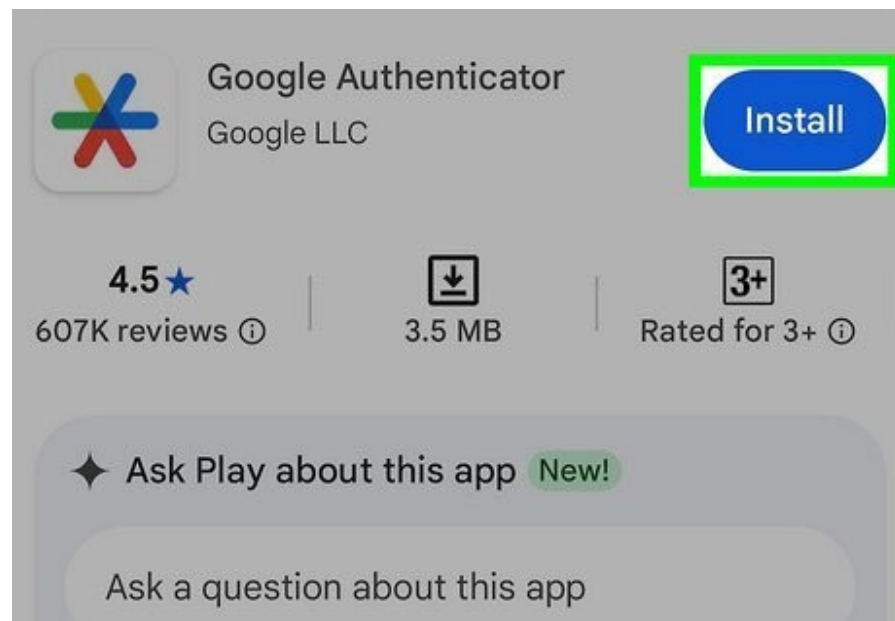 Google Authenticator
Google LLC
Install
4.5★
607K reviews
3.5 MB
3+
Rated for 3+
Ask Play about this app New!
Ask a question about this app